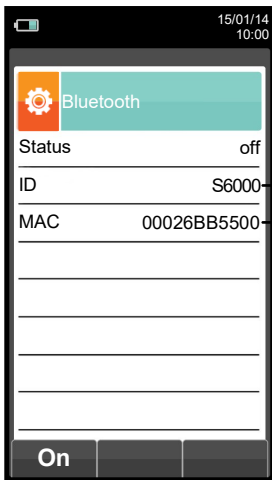 15/01/14
10:00
Bluetooth
Status off
ID S6000
MAC 00026BB5500
On